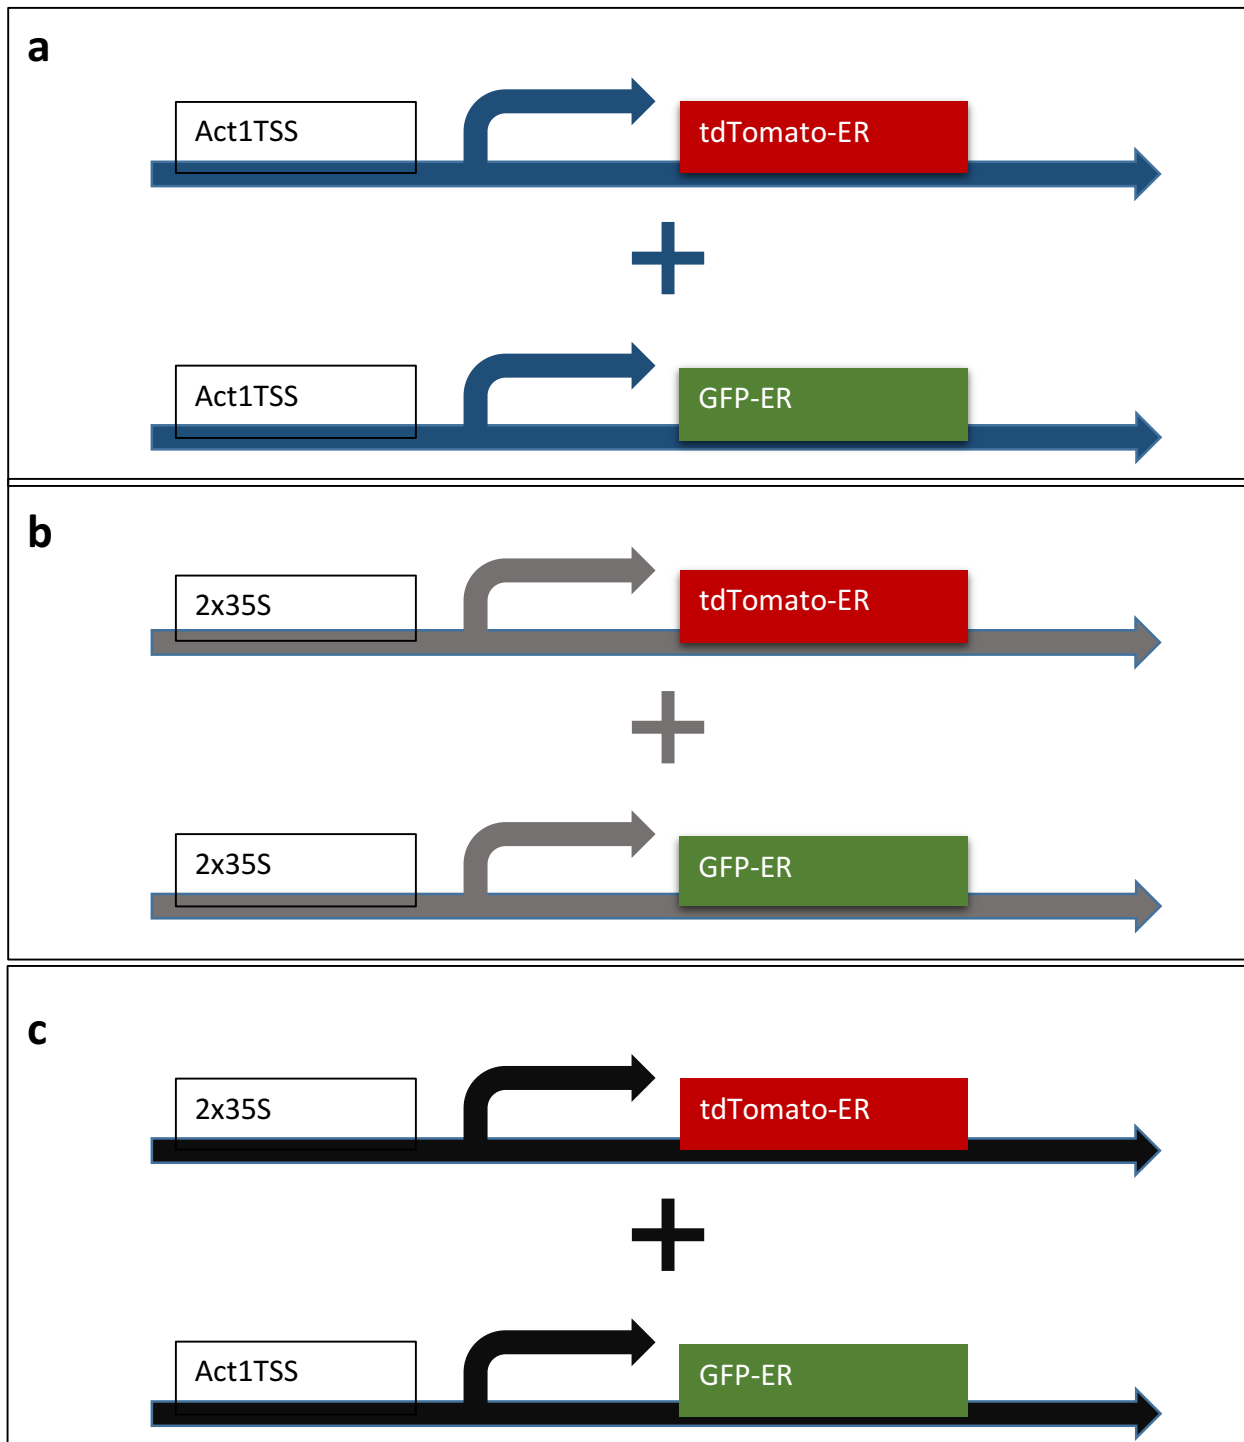 a
Act1TSS
tdTomato-ER
Act1TSS
GFP-ER
b
2x35S
tdTomato-ER
2x35S
GFP-ER
c
2x35S
tdTomato-ER
Act1TSS
GFP-ER